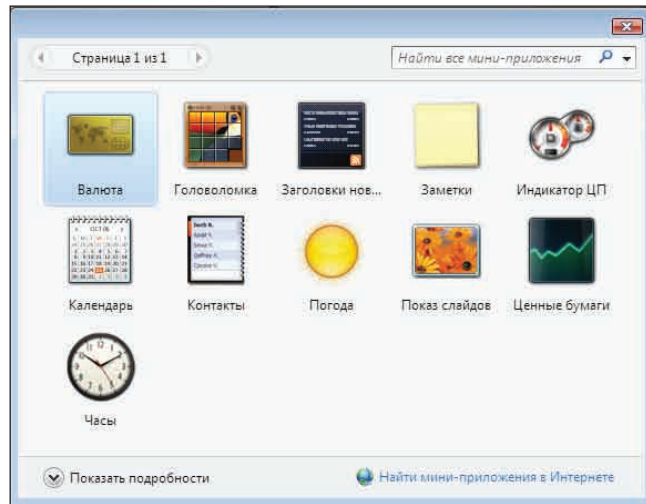 Страница 1 из 1
Найти все мини-приложения
Валюта
Головоломка
Заголовки нов...
Заметки
Индикатор ЦП
Календарь
Контакты
Погода
Показ слайдов
Ценные бумаги
Часы
Показать подробности
Найти мини-приложения в Интернете